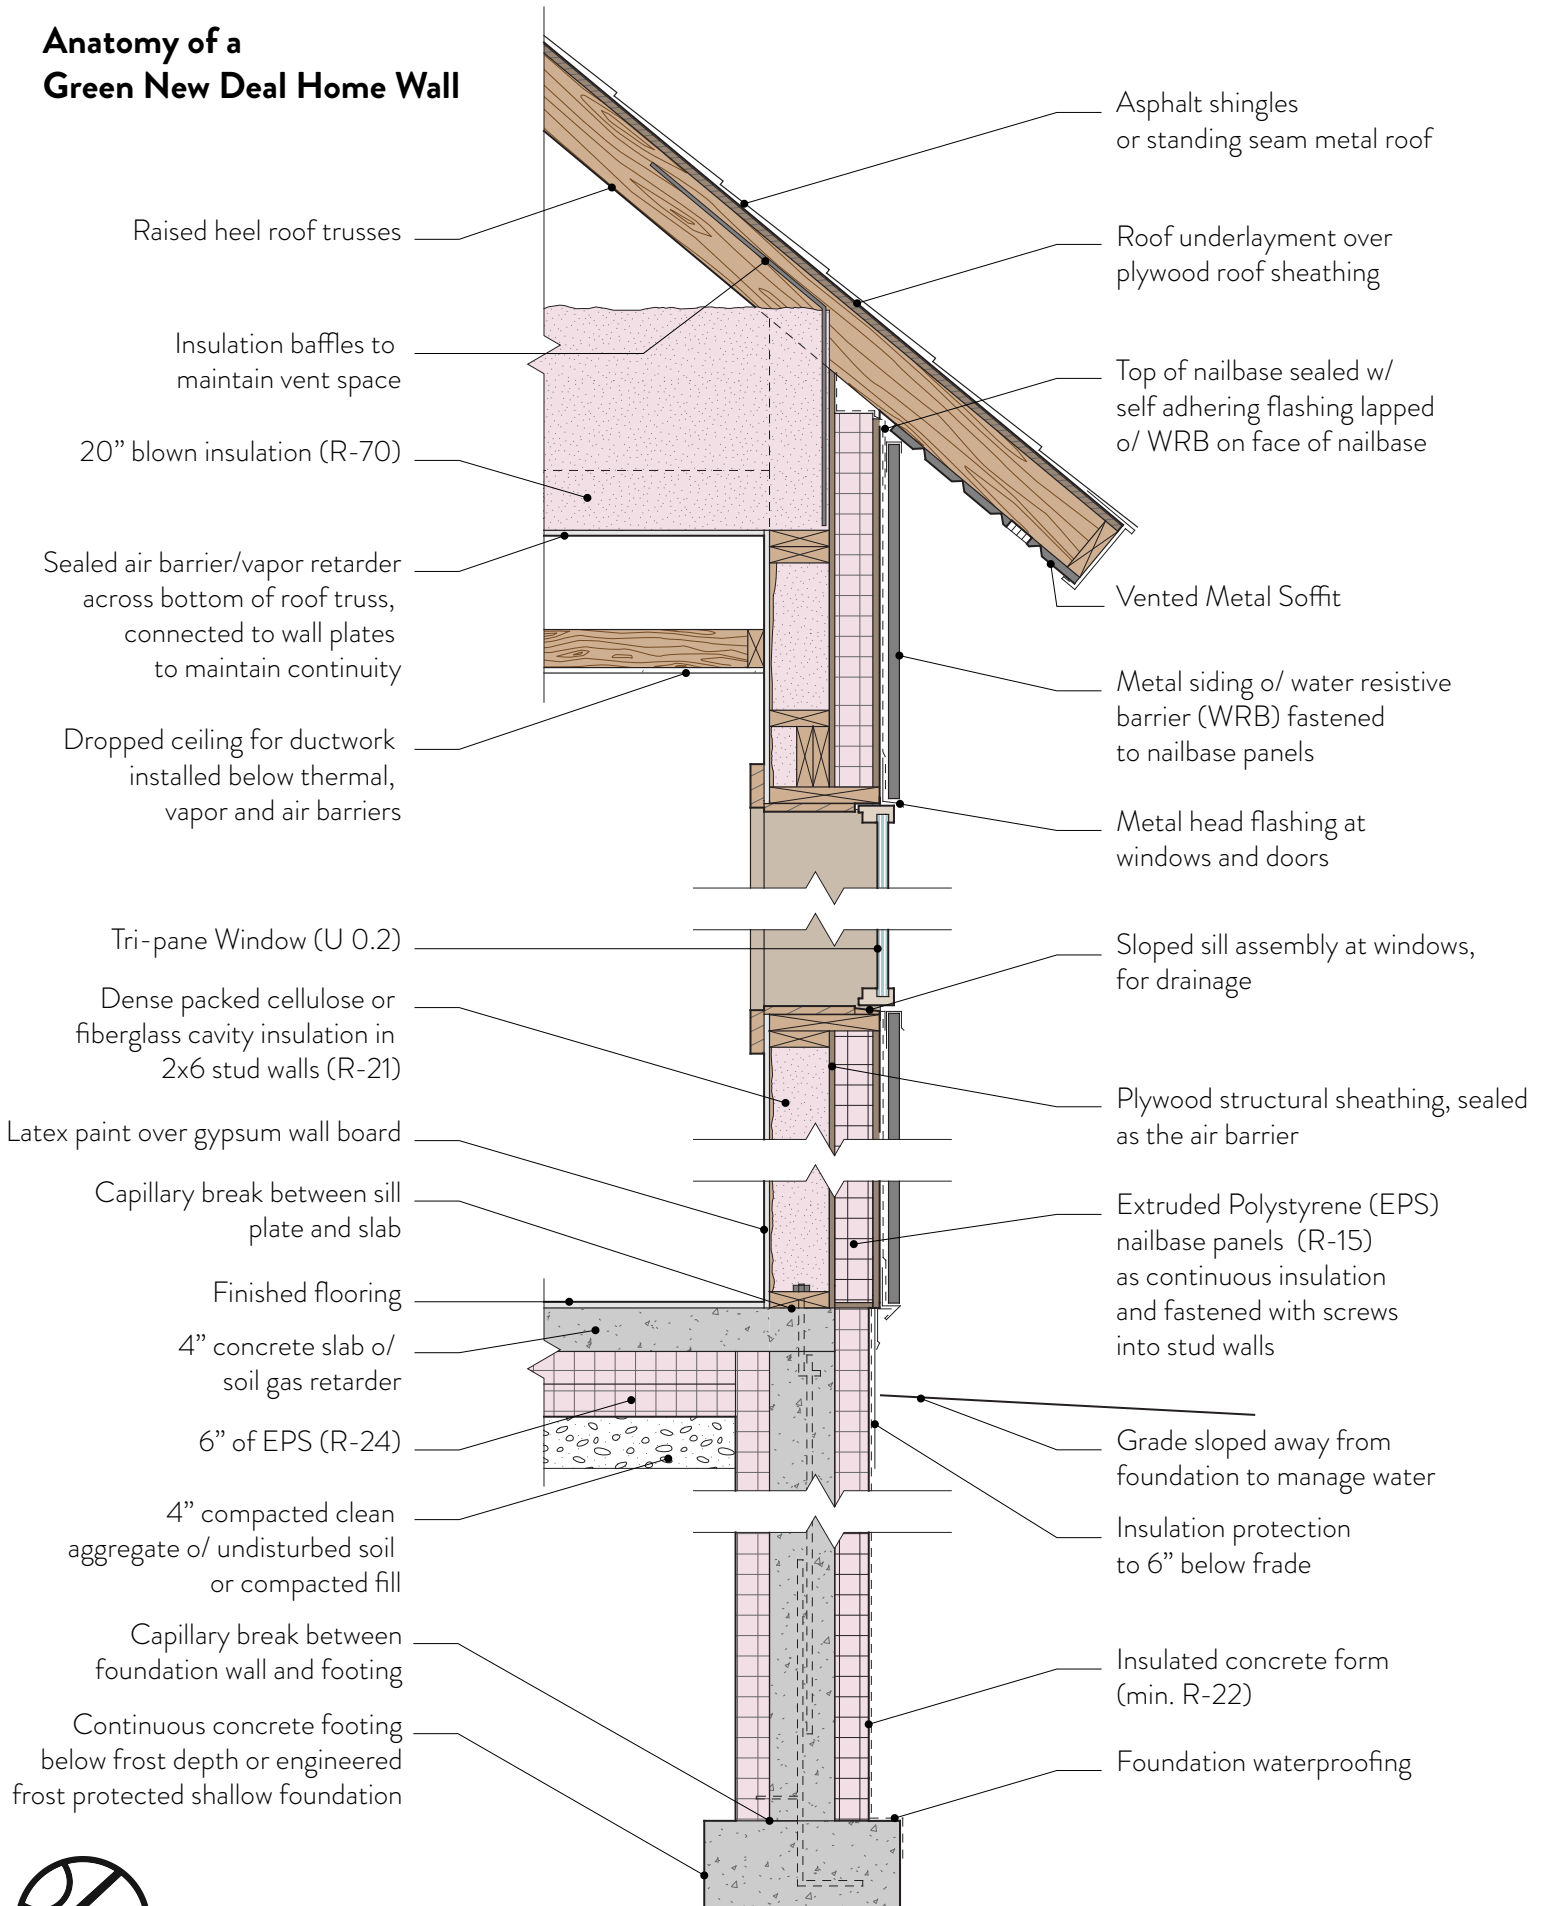 Anatomy of a
Green New Deal Home Wall
Raised heel roof trusses
Insulation baffles to
maintain vent space
20” blown insulation (R-70)
Sealed air barrier/vapor retarder
across bottom of roof truss,
connected to wall plates
to maintain continuity
Dropped ceiling for ductwork
installed below thermal,
vapor and air barriers
Tri-pane Window (U 0.2)
Dense packed cellulose or
fiberglass cavity insulation in
2x6 stud walls (R-21)
Latex paint over gypsum wall board
Capillary break between sill
plate and slab
Finished flooring
4” concrete slab o/
soil gas retarder
6” of EPS (R-24)
4” compacted clean
aggregate o/ undisturbed soil
or compacted fill
Capillary break between
foundation wall and footing
Continuous concrete footing
below frost depth or engineered
frost protected shallow foundation
Asphalt shingles
or standing seam metal roof
Roof underlayment over
plywood roof sheathing
Top of nailbase sealed w/
self adhering flashing lapped
o/ WRB on face of nailbase
Vented Metal Soffit
Metal siding o/ water resistive
barrier (WRB) fastened
to nailbase panels
Metal head flashing at
windows and doors
Sloped sill assembly at windows,
for drainage
Plywood structural sheathing, sealed
as the air barrier
Extruded Polystyrene (EPS)
nailbase panels (R-15)
as continuous insulation
and fastened with screws
into stud walls
Grade sloped away from
foundation to manage water
Insulation protection
to 6” below frade
Insulated concrete form
(min. R-22)
Foundation waterproofing